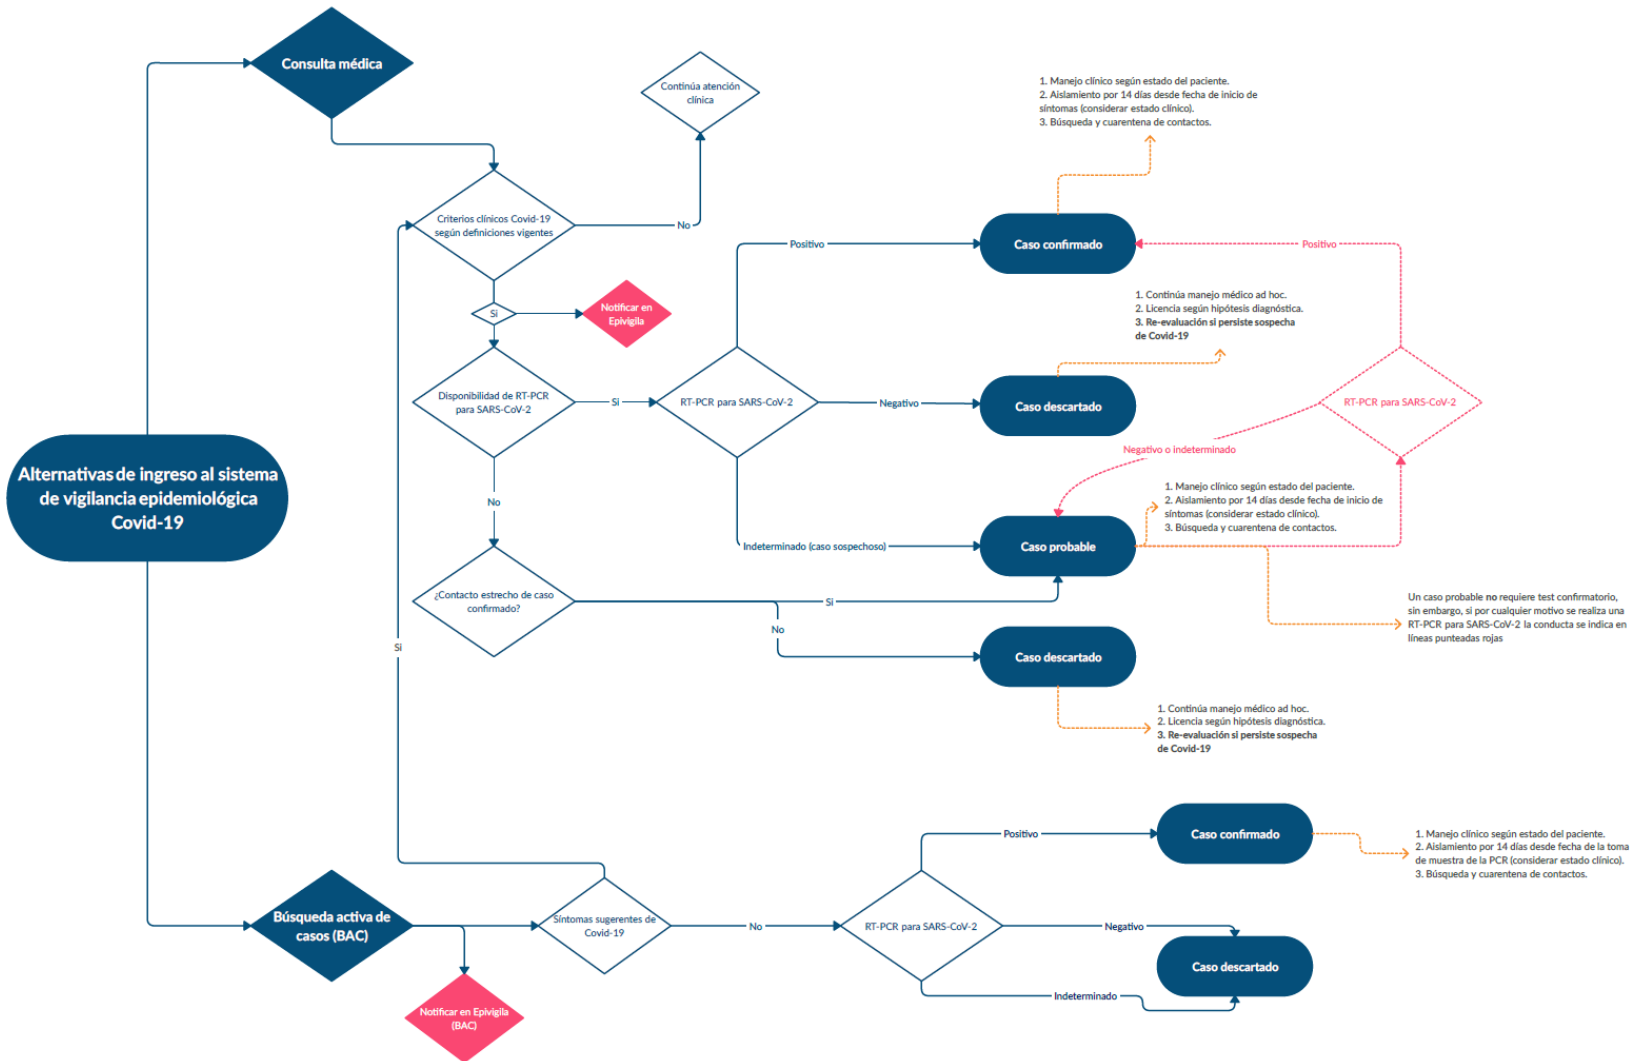 Consulta médica
Continúa atención
clínica
1. Manejo clínico según estado del paciente.
2. Aislamiento por 14 días desde fecha de inicio de
síntomas (considerar estado clínico).
3. Búsqueda y cuarentena de contactos.
Criterios clínicos Covid-19
según definiciones vigentes
No
Positivo
Caso confirmado
Positivo
Si
Notificar en
Epivigila
1. Continúa manejo médico ad hoc.
2. Licencia según hipótesis diagnóstica.
3. Re-evaluación si persiste sospecha
de Covid-19
Disponibilidad de RT-PCR
para SARS-CoV-2
Si
RT-PCR para SARS-CoV-2
Negativo
Caso descartado
RT-PCR para SARS-CoV-2
Negativo o indeterminado
Alternativas de ingreso al sistema
de vigilancia epidemiológica
Covid-19
No
1. Manejo clínico según estado del paciente.
2. Aislamiento por 14 días desde fecha de inicio de
síntomas (considerar estado clínico).
3. Búsqueda y cuarentena de contactos.
Indeterminado (caso sospechoso)
Caso probable
¿Contacto estrecho de caso
confirmado?
Si
No
Un caso probable no requiere test confirmatorio,
sin embargo, si por cualquier motivo se realiza una
RT-PCR para SARS-CoV-2 la conducta se indica en
líneas punteadas rojas
Si
Caso descartado
1. Continúa manejo médico ad hoc.
2. Licencia según hipótesis diagnóstica.
3. Re-evaluación si persiste sospecha
de Covid-19
Positivo
Caso confirmado
1. Manejo clínico según estado del paciente.
2. Aislamiento por 14 días desde fecha de la toma
de muestra de la PCR (considerar estado clínico).
3. Búsqueda y cuarentena de contactos.
Búsqueda activa de
casos (BAC)
Síntomas sugerentes de
Covid-19
No
RT-PCR para SARS-CoV-2
Negativo
Caso descartado
Indeterminado
Notificar en Epivigila
(BAC)